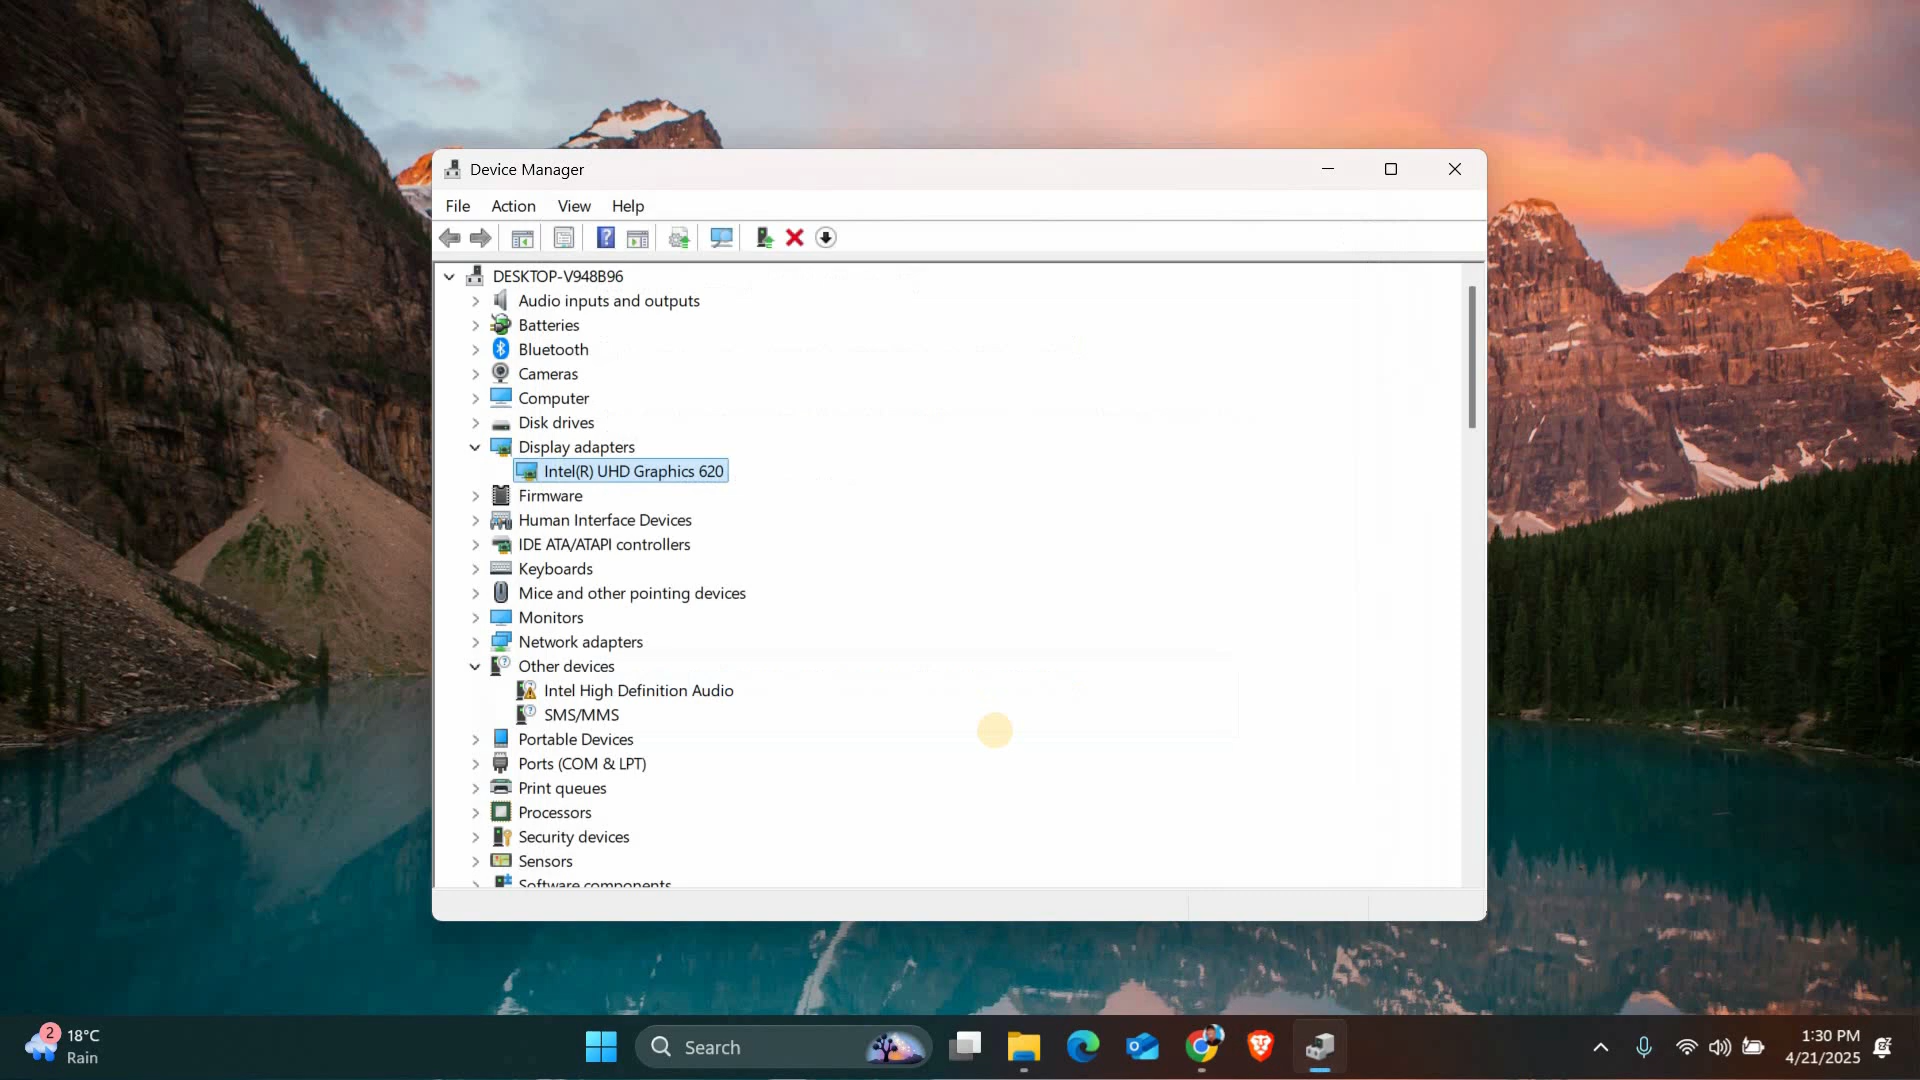 Device Manager
File Action View Help
DESKTOP-V948B96
Audio inputs and outputs
Batteries
Bluetooth
Cameras
Computer
Disk drives
Display adapters
Intel(R) UHD Graphics 620
Firmware
Human Interface Devices
IDE ATA/ATAPI controllers
Keyboards
Mice and other pointing devices
Monitors
Network adapters
Other devices
Intel High Definition Audio
SMS/MMS
Portable Devices
Ports (COM & LPT)
Print queues
Processors
Security devices
Sensors
Software components
2
18°C
Rain
Search
1:30 PM
4/21/2025